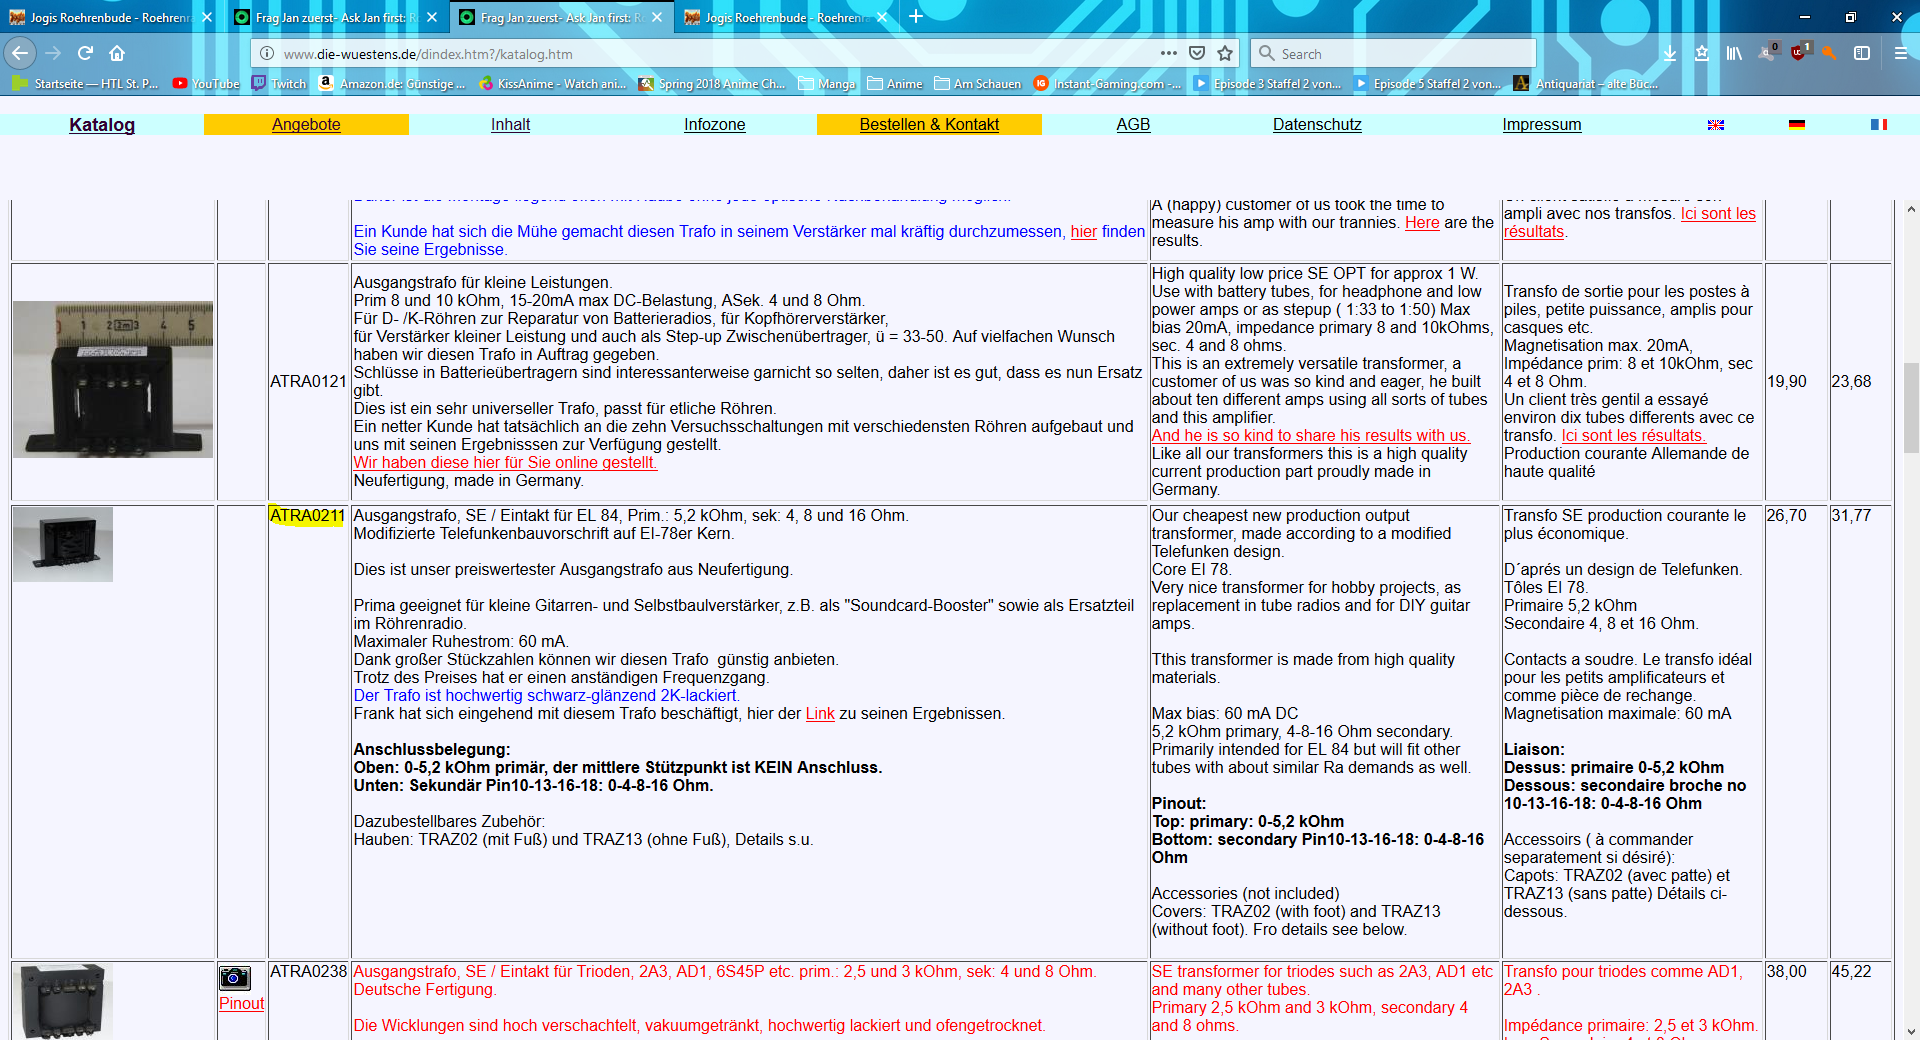 Jogis Roehrenbude - Roehrenra
Frag Jan zuerst- Ask Jan first: R
Frag Jan zuerst- Ask Jan first: R
Jogis Roehrenbude - Roehrenra
www.die-wuestens.de/dindex.htm?/katalog.htm
Search
0
1
Startseite — HTL St. P...
YouTube
Twitch
Amazon.de: Günstige ...
KissAnime - Watch ani...
Spring 2018 Anime Ch...
Manga
Anime
Am Schauen
IG
Instant-Gaming.com -...
Episode 3 Staffel 2 von...
Episode 5 Staffel 2 von...
Antiquariat – alte Büc...
Katalog
Angebote
Inhalt
Infozone
Bestellen & Kontakt
AGB
Datenschutz
Impressum
Ein Kunde hat sich die Mühe gemacht diesen Trafo in seinem Verstärker mal kräftig durchzumessen, hier finden
Sie seine Ergebnisse.
A (happy) customer of us took the time to
measure his amp with our trannies. Here are the
results.
ampli avec nos transfos. Ici sont les
résultats.
1 2 2m 3 4 5
ATRA0121
Ausgangstrafo für kleine Leistungen.
Prim 8 und 10 kOhm, 15-20mA max DC-Belastung, ASek. 4 und 8 Ohm.
Für D- /K-Röhren zur Reparatur von Batterieradios, für Kopfhörerverstärker,
für Verstärker kleiner Leistung und auch als Step-up Zwischenübertrager, ü = 33-50. Auf vielfachen Wunsch
haben wir diesen Trafo in Auftrag gegeben.
Schlüsse in Batterieübertragern sind interessanterweise garnicht so selten, daher ist es gut, dass es nun Ersatz
gibt.
Dies ist ein sehr universeller Trafo, passt für etliche Röhren.
Ein netter Kunde hat tatsächlich an die zehn Versuchsschaltungen mit verschiedensten Röhren aufgebaut und
uns mit seinen Ergebnisssen zur Verfügung gestellt.
Wir haben diese hier für Sie online gestellt.
Neufertigung, made in Germany.
High quality low price SE OPT for approx 1 W.
Use with battery tubes, for headphone and low
power amps or as stepup ( 1:33 to 1:50) Max
bias 20mA, impedance primary 8 and 10kOhms,
sec. 4 and 8 ohms.
This is an extremely versatile transformer, a
customer of us was so kind and eager, he built
about ten different amps using all sorts of tubes
and this amplifier.
And he is so kind to share his results with us.
Like all our transformers this is a high quality
current production part proudly made in
Germany.
Transfo de sortie pour les postes à
piles, petite puissance, amplis pour
casques etc.
Magnetisation max. 20mA,
Impédance prim: 8 et 10kOhm, sec
4 et 8 Ohm.
Un client très gentil a essayé
environ dix tubes differents avec ce
transfo. Ici sont les résultats.
Production courante Allemande de
haute qualité
19,90
23,68
ATRA0211
Ausgangstrafo, SE / Eintakt für EL 84, Prim.: 5,2 kOhm, sek: 4, 8 und 16 Ohm.
Modifizierte Telefunkenbauvorschrift auf EI-78er Kern.
Dies ist unser preiswertester Ausgangstrafo aus Neufertigung.
Prima geeignet für kleine Gitarren- und Selbstbaulverstärker, z.B. als "Soundcard-Booster" sowie als Ersatzteil
im Röhrenradio.
Maximaler Ruhestrom: 60 mA.
Dank großer Stückzahlen können wir diesen Trafo günstig anbieten.
Trotz des Preises hat er einen anständigen Frequenzgang.
Der Trafo ist hochwertig schwarz-glänzend 2K-lackiert.
Frank hat sich eingehend mit diesem Trafo beschäftigt, hier der Link zu seinen Ergebnissen.
Anschlussbelegung:
Oben: 0-5,2 kOhm primär, der mittlere Stützpunkt ist KEIN Anschluss.
Unten: Sekundär Pin10-13-16-18: 0-4-8-16 Ohm.
Dazubestellbares Zubehör:
Hauben: TRAZ02 (mit Fuß) und TRAZ13 (ohne Fuß), Details s.u.
Our cheapest new production output
transformer, made according to a modified
Telefunken design.
Core EI 78.
Very nice transformer for hobby projects, as
replacement in tube radios and for DIY guitar
amps.
Tthis transformer is made from high quality
materials.
Max bias: 60 mA DC
5,2 kOhm primary, 4-8-16 Ohm secondary.
Primarily intended for EL 84 but will fit other
tubes with about similar Ra demands as well.
Pinout:
Top: primary: 0-5,2 kOhm
Bottom: secondary Pin10-13-16-18: 0-4-8-16
Ohm
Accessories (not included)
Covers: TRAZ02 (with foot) and TRAZ13
(without foot). Fro details see below.
Transfo SE production courante le
plus économique.
D´aprés un design de Telefunken.
Tôles EI 78.
Primaire 5,2 kOhm
Secondaire 4, 8 et 16 Ohm.
Contacts a soudre. Le transfo idéal
pour les petits amplificateurs et
comme pièce de rechange.
Magnetisation maximale: 60 mA
Liaison:
Dessus: primaire 0-5,2 kOhm
Dessous: secondaire broche no
10-13-16-18: 0-4-8-16 Ohm
Accessoirs ( à commander
separatement si désiré):
Capots: TRAZ02 (avec patte) et
TRAZ13 (sans patte) Détails ci-
dessous.
26,70
31,77
Pinout
ATRA0238
Ausgangstrafo, SE / Eintakt für Trioden, 2A3, AD1, 6S45P etc. prim.: 2,5 und 3 kOhm, sek: 4 und 8 Ohm.
Deutsche Fertigung.
Die Wicklungen sind hoch verschachtelt, vakuumgetränkt, hochwertig lackiert und ofengetrocknet.
SE transformer for triodes such as 2A3, AD1 etc
and many other tubes.
Primary 2,5 kOhm and 3 kOhm, secondary 4
and 8 ohms.
Transfo pour triodes comme AD1,
2A3 .
Impédance primaire: 2,5 et 3 kOhm.
38,00
45,22